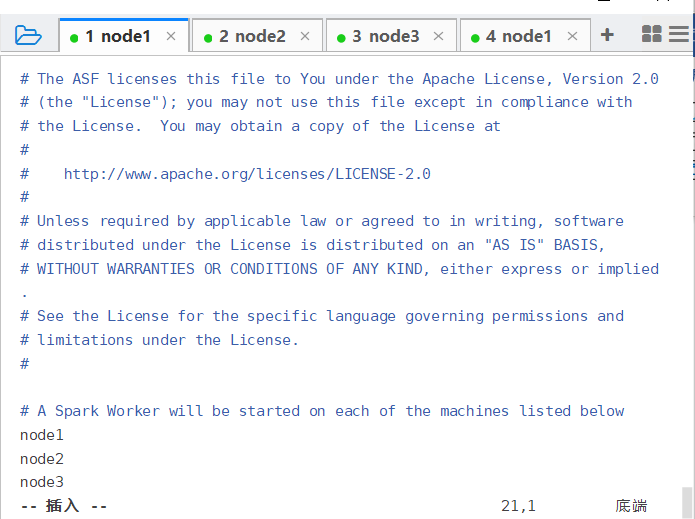 1 node1 × 2 node2 × 3 node3 × 4 node1 × +
# The ASF licenses this file to You under the Apache License, Version 2.0
# (the "License"); you may not use this file except in compliance with
# the License.  You may obtain a copy of the License at
#
#    http://www.apache.org/licenses/LICENSE-2.0
#
# Unless required by applicable law or agreed to in writing, software
# distributed under the License is distributed on an "AS IS" BASIS,
# WITHOUT WARRANTIES OR CONDITIONS OF ANY KIND, either express or implied
.
# See the License for the specific language governing permissions and
# limitations under the License.
#
# A Spark Worker will be started on each of the machines listed below
node1
node2
node3
-- 插入 -- 21,1 底端